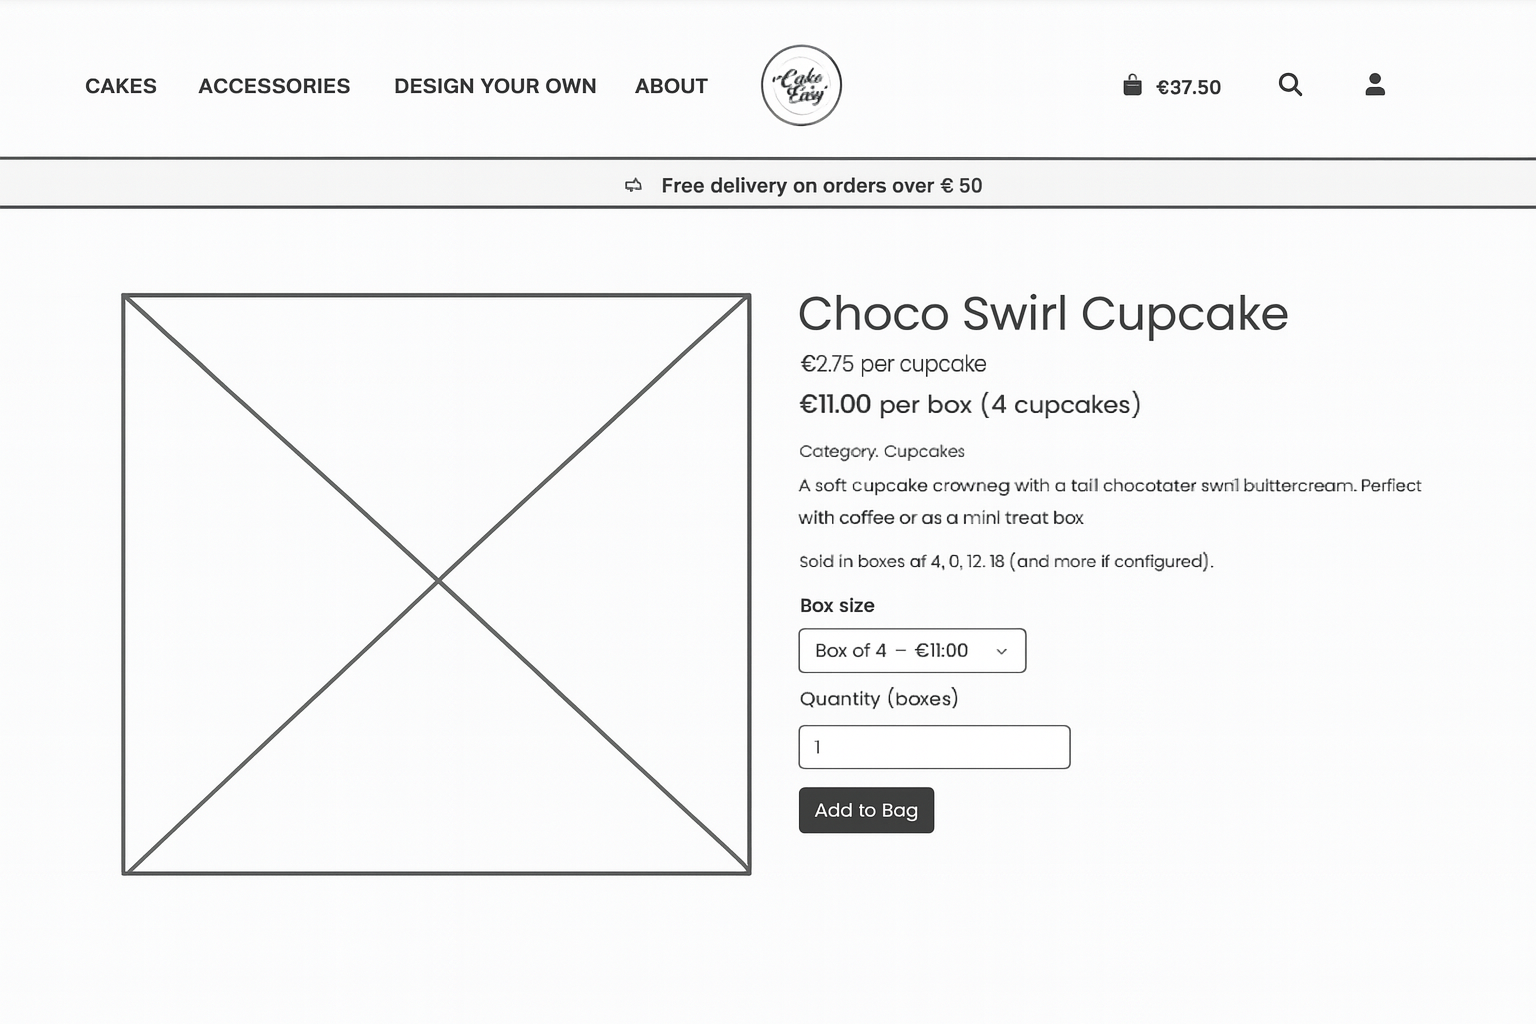 CAKES ACCESSORIES DESIGN YOUR OWN ABOUT
Cake
Easy
€37.50
Free delivery on orders over € 50
Choco Swirl Cupcake
€2.75 per cupcake
€11.00 per box (4 cupcakes)
Category. Cupcakes
A soft cupcake crowneg with a tail chocotater swnl bulttercream. Perfiect
with coffee or as a minl treat box
Soid in boxes af 4, 0, 12. 18 (and more if configured).
Box size
Box of 4 – €11:00
Quantity (boxes)
1
Add to Bag